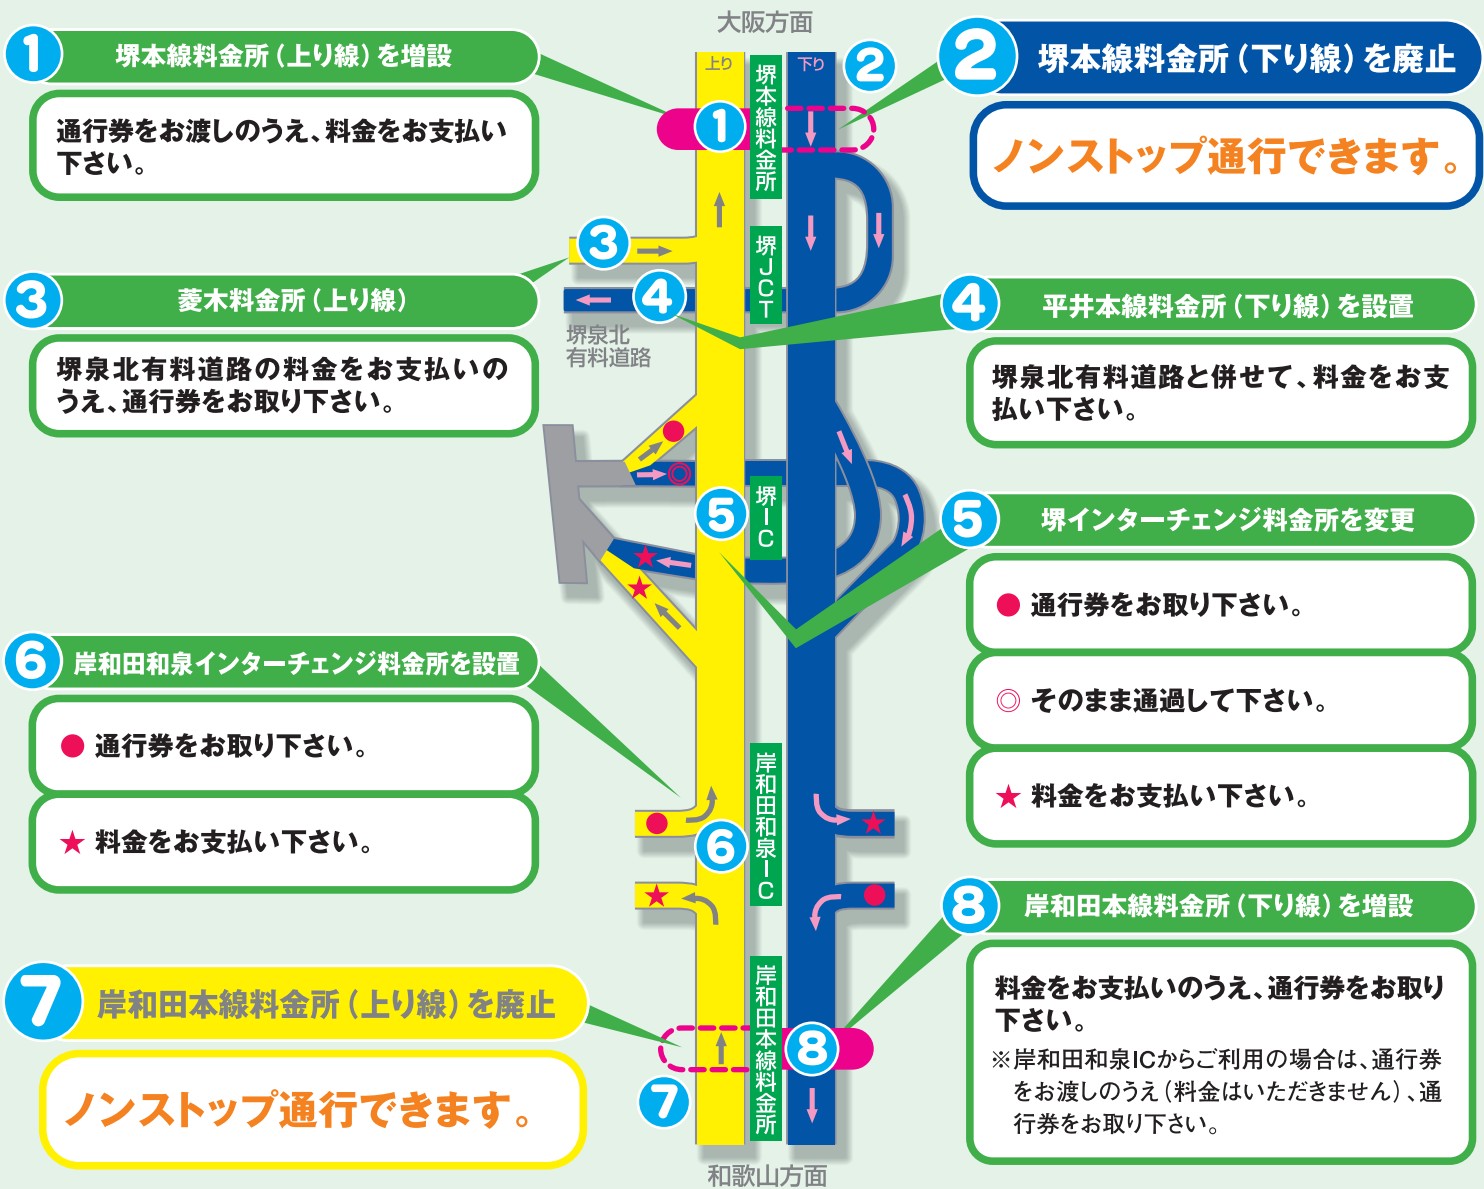 大阪方面
上り
下り
1
堺本線料金所（上り線）を増設
通行券をお渡しのうえ、料金をお支払い
下さい。
2
堺本線料金所（下り線）を廃止
ノンストップ通行できます。
1
2
堺本線料金所
3
菱木料金所（上り線）
堺泉北有料道路の料金をお支払いの
うえ、通行券をお取り下さい。
3
4
堺JCT
堺泉北
有料道路
4
平井本線料金所（下り線）を設置
堺泉北有料道路と併せて、料金をお支
払い下さい。
5
堺IC
5
堺インターチェンジ料金所を変更
● 通行券をお取り下さい。
◎ そのまま通過して下さい。
★ 料金をお支払い下さい。
6
岸和田和泉インターチェンジ料金所を設置
● 通行券をお取り下さい。
★ 料金をお支払い下さい。
6
岸和田和泉IC
7
岸和田本線料金所（上り線）を廃止
ノンストップ通行できます。
7
8
岸和田本線料金所
8
岸和田本線料金所（下り線）を増設
料金をお支払いのうえ、通行券をお取り
下さい。
※岸和田和泉ICからご利用の場合は、通行券
をお渡しのうえ（料金はいただきません）、通
行券をお取り下さい。
和歌山方面